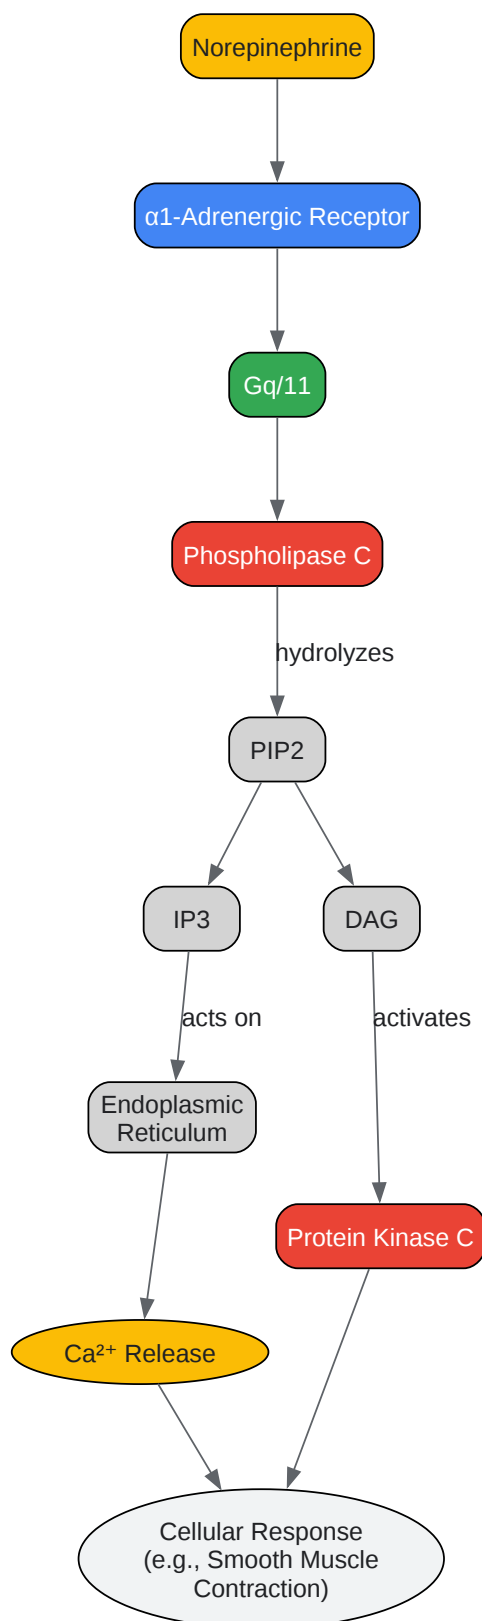 Norepinephrine
α1-Adrenergic Receptor
Gq/11
Phospholipase C
hydrolyzes
PIP2
IP3
DAG
acts on
activates
Endoplasmic
Reticulum
Protein Kinase C
Ca²⁺ Release
Cellular Response
(e.g., Smooth Muscle
Contraction)